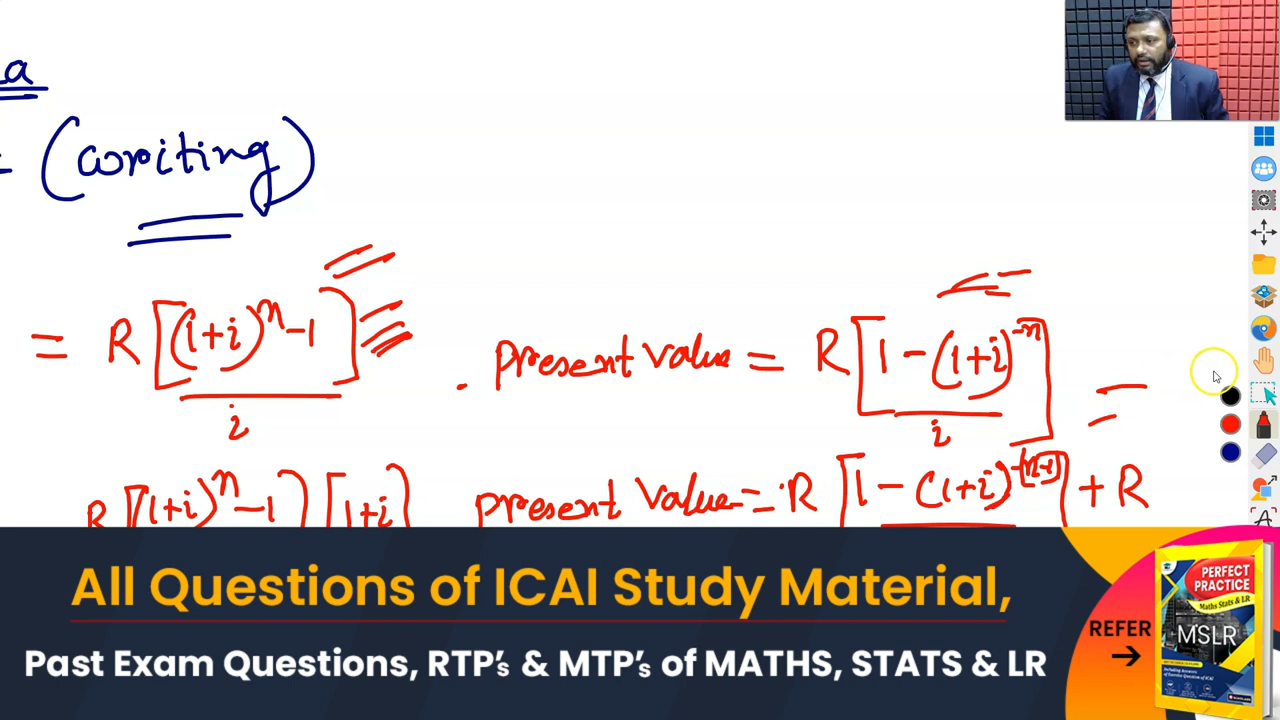 a
= (writing)
= R [(1+i)^n - 1] / i
. Present value = R [1 - (1+i)^-n] / i =
R [(1+i)^n - 1] [1+i]
Present value = R [1 - (1+i)^-(n-1)] + R
All Questions of ICAI Study Material,
Past Exam Questions, RTP's & MTP's of MATHS, STATS & LR
REFER
→
PERFECT
PRACTICE
Maths Stats & LR
MSLR